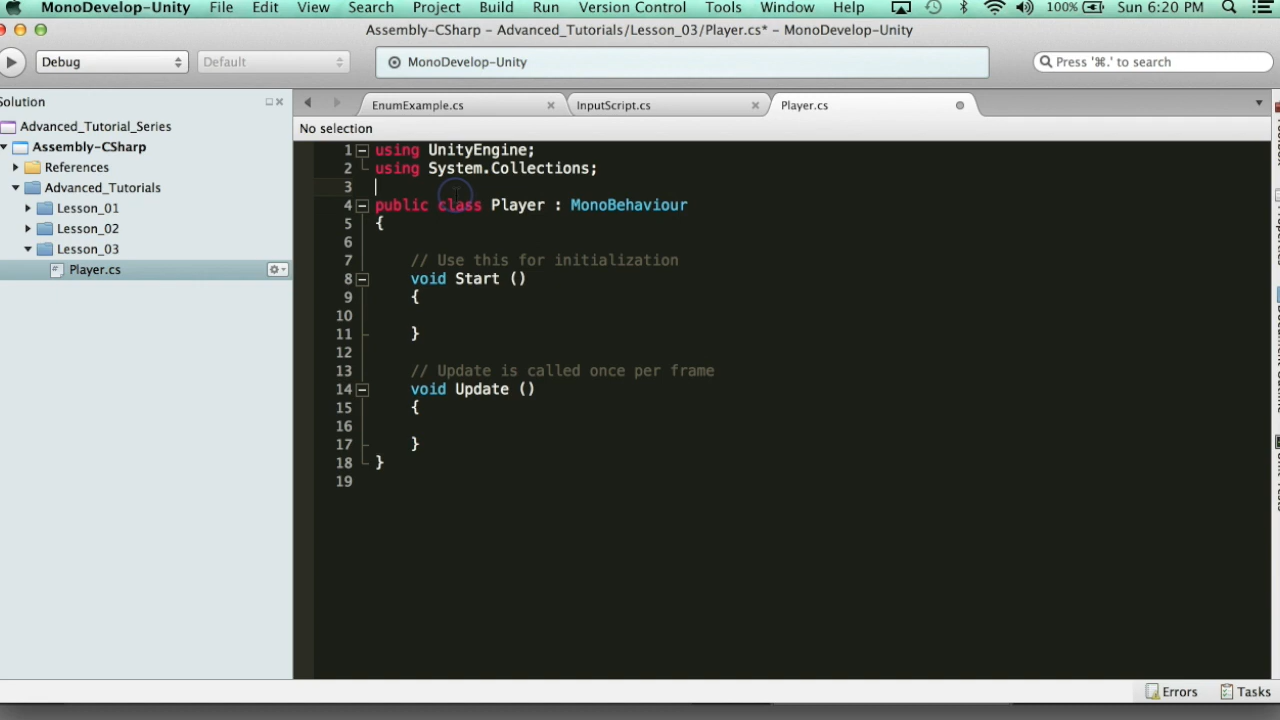 MonoDevelop-Unity File Edit View Search Project Build Run Version Control Tools Window Help 100% Sun 6:20 PM
Assembly-CSharp - Advanced_Tutorials/Lesson_03/Player.cs* - MonoDevelop-Unity
Debug Default MonoDevelop-Unity Press '⌘.' to search
Solution
EnumExample.cs InputScript.cs Player.cs
No selection
Advanced_Tutorial_Series
Assembly-CSharp
References
Advanced_Tutorials
Lesson_01
Lesson_02
Lesson_03
Player.cs
1 using UnityEngine;
2 using System.Collections;
3
4 public class Player : MonoBehaviour
5 {
6
7 // Use this for initialization
8 void Start ()
9 {
10
11 }
12
13 // Update is called once per frame
14 void Update ()
15 {
16
17 }
18 }
19
Errors Tasks